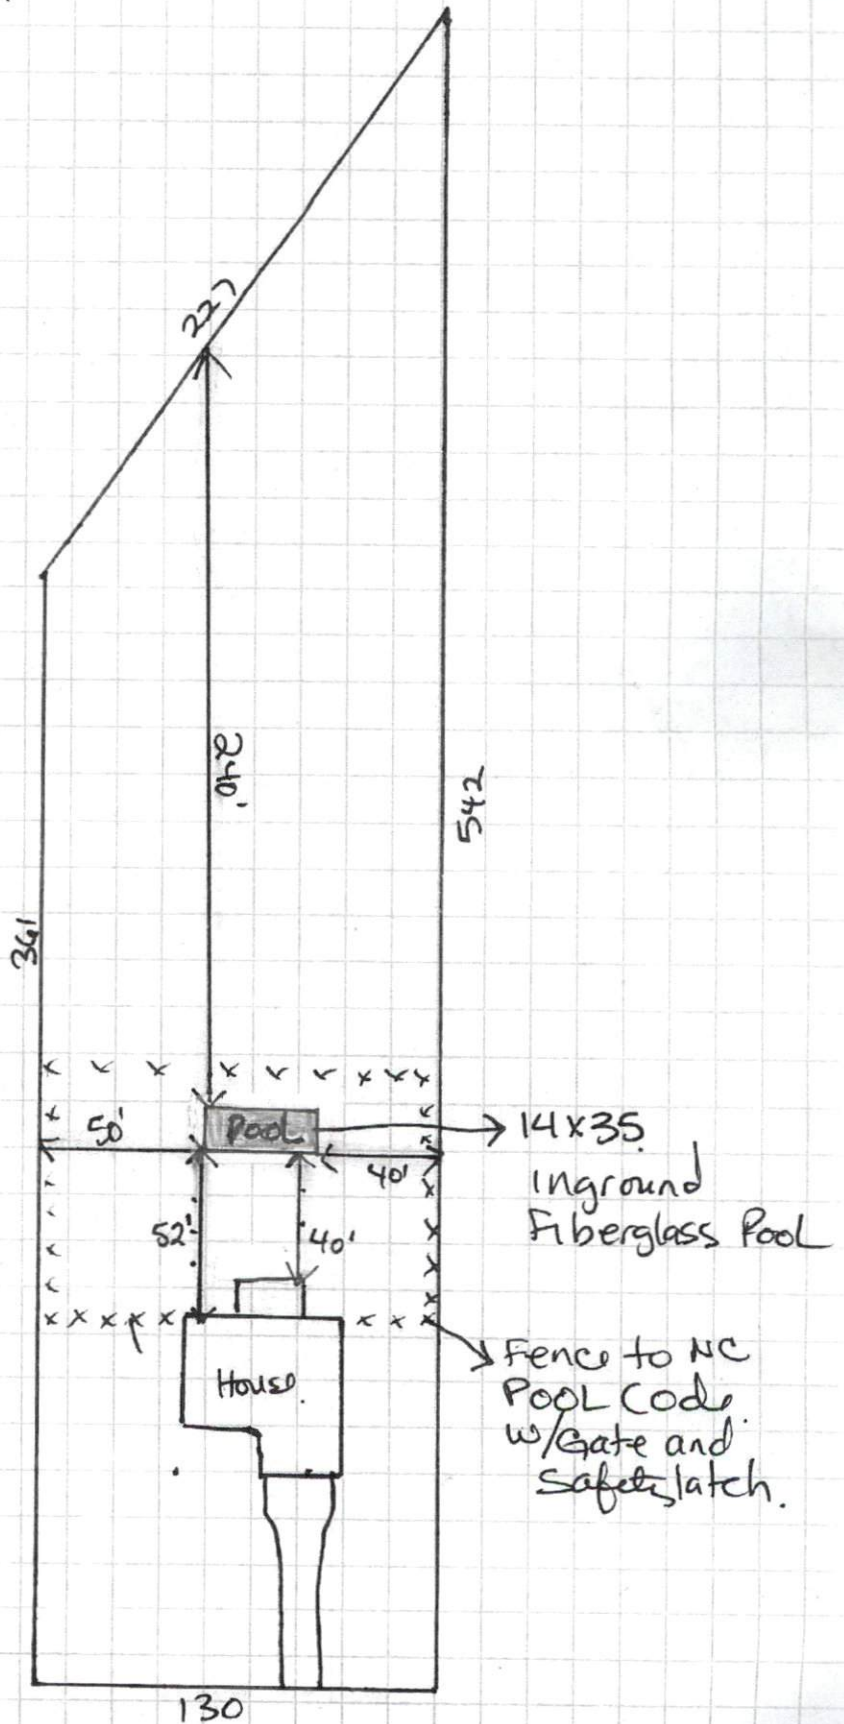 227
240'
542
361
50'
Pool
14x35
40'
inground
Fiberglass Pool
52'
40'
House
Fence to NC
Pool Code
w/Gate and
Safety latch.
130